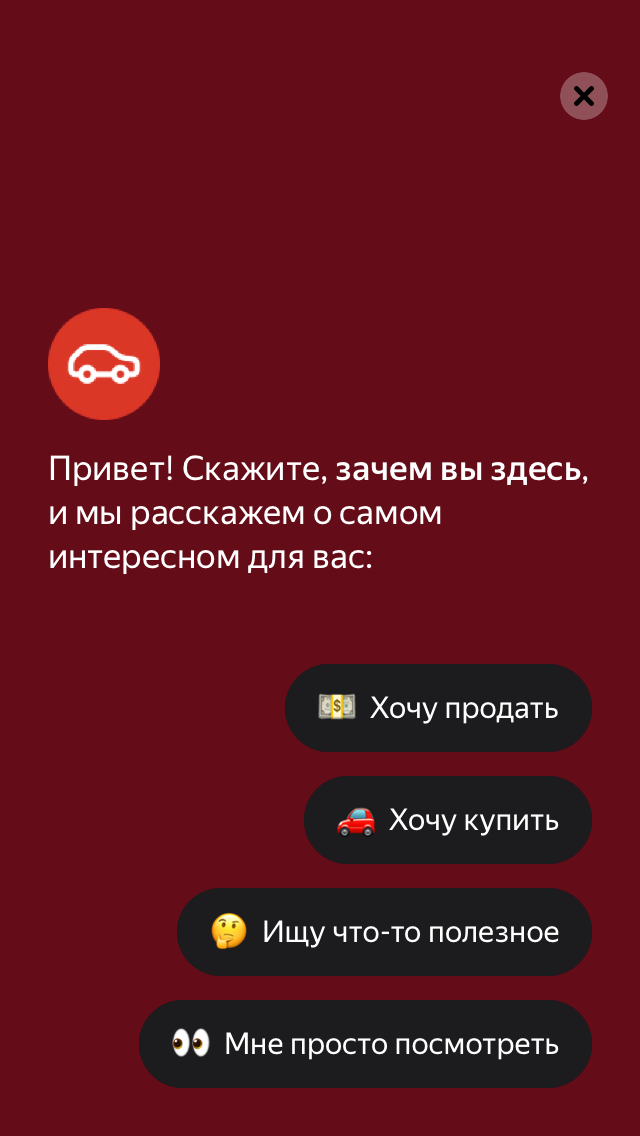 Привет! Скажите, зачем вы здесь,
и мы расскажем о самом
интересном для вас:
💵 Хочу продать
🚗 Хочу купить
🤔 Ищу что-то полезное
👀 Мне просто посмотреть